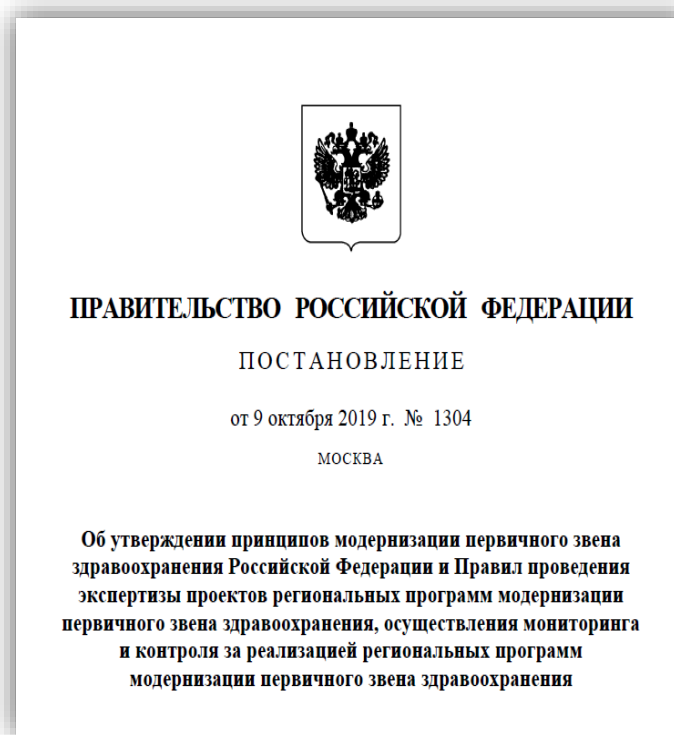 ПРАВИТЕЛЬСТВО РОССИЙСКОЙ ФЕДЕРАЦИИ
ПОСТАНОВЛЕНИЕ
от 9 октября 2019 г. № 1304
МОСКВА
Об утверждении принципов модернизации первичного звена
здравоохранения Российской Федерации и Правил проведения
экспертизы проектов региональных программ модернизации
первичного звена здравоохранения, осуществления мониторинга
и контроля за реализацией региональных программ
модернизации первичного звена здравоохранения